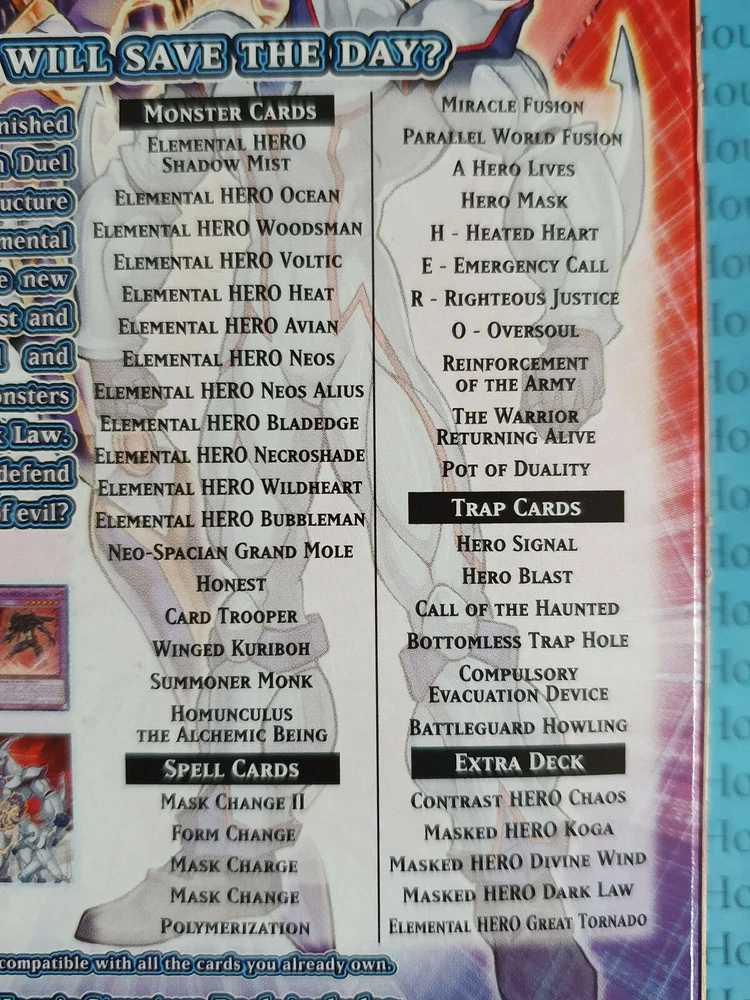 WILL SAVE THE DAY?
Duel
and
new
st and
and
Law.
defend
of evil?
MONSTER CARDS
ELEMENTAL HERO
SHADOW MIST
ELEMENTAL HERO OCEAN
ELEMENTAL HERO WOODSMAN
ELEMENTAL HERO VOLTIC
ELEMENTAL HERO HEAT
ELEMENTAL HERO AVIAN
ELEMENTAL HERO NEOS
ELEMENTAL HERO NEOS ALIUS
ELEMENTAL HERO BLADEDGE
ELEMENTAL HERO NECROSHADE
ELEMENTAL HERO WILDHEART
ELEMENTAL HERO BUBBLEMAN
NEO-SPACIAN GRAND MOLE
HONEST
CARD TROOPER
WINGED KURIBOH
SUMMONER MONK
HOMUNCULUS
THE ALCHEMIC BEING
SPELL CARDS
MASK CHANGE II
FORM CHANGE
MASK CHARGE
MASK CHANGE
POLYMERIZATION
MIRACLE FUSION
PARALLEL WORLD FUSION
A HERO LIVES
HERO MASK
H - HEATED HEART
E - EMERGENCY CALL
R - RIGHTEOUS JUSTICE
O - OVERSOUL
REINFORCEMENT
OF THE ARMY
THE WARRIOR
RETURNING ALIVE
POT OF DUALITY
TRAP CARDS
HERO SIGNAL
HERO BLAST
CALL OF THE HAUNTED
BOTTOMLESS TRAP HOLE
COMPULSORY
EVACUATION DEVICE
BATTLEGUARD HOWLING
EXTRA DECK
CONTRAST HERO CHAOS
MASKED HERO KOGA
MASKED HERO DIVINE WIND
MASKED HERO DARK LAW
ELEMENTAL HERO GREAT TORNADO
compatible with all the cards you already own.